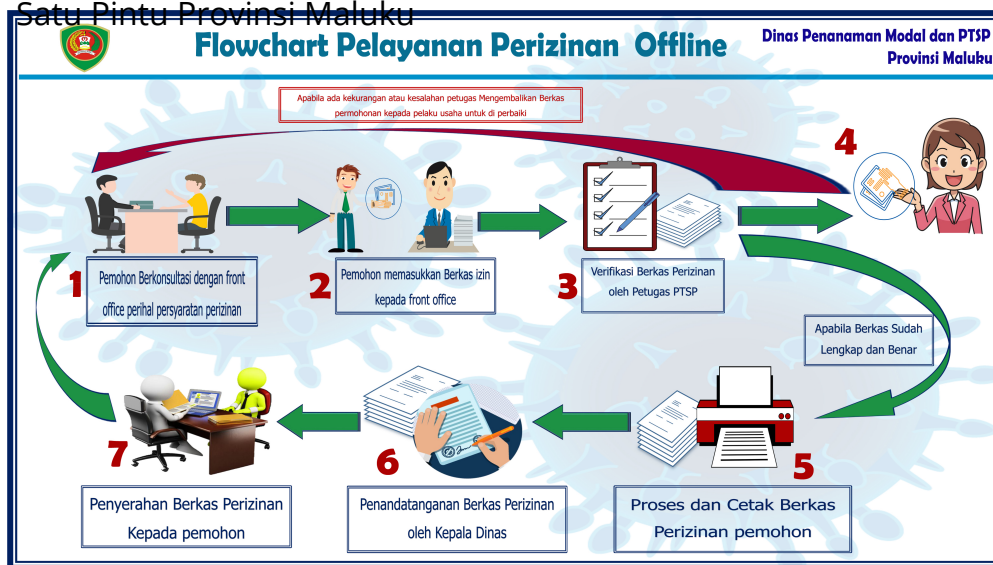 Satu Pintu Provinsi Maluku
Flowchart Pelayanan Perizinan Offline
Dinas Penanaman Modal dan PTSP
Provinsi Maluku
Apabila ada kekurangan atau kesalahan petugas Mengembalikan Berkas
permohonan kepada pelaku usaha untuk di perbaiki
4
1
Pemohon Berkonsultasi dengan front
office perihal persyaratan perizinan
2
Pemohon memasukkan Berkas izin
kepada front office
3
Verifikasi Berkas Perizinan
oleh Petugas PTSP
Apabila Berkas Sudah
Lengkap dan Benar
7
Penyerahan Berkas Perizinan
Kepada pemohon
6
Penandatanganan Berkas Perizinan
oleh Kepala Dinas
5
Proses dan Cetak Berkas
Perizinan pemohon